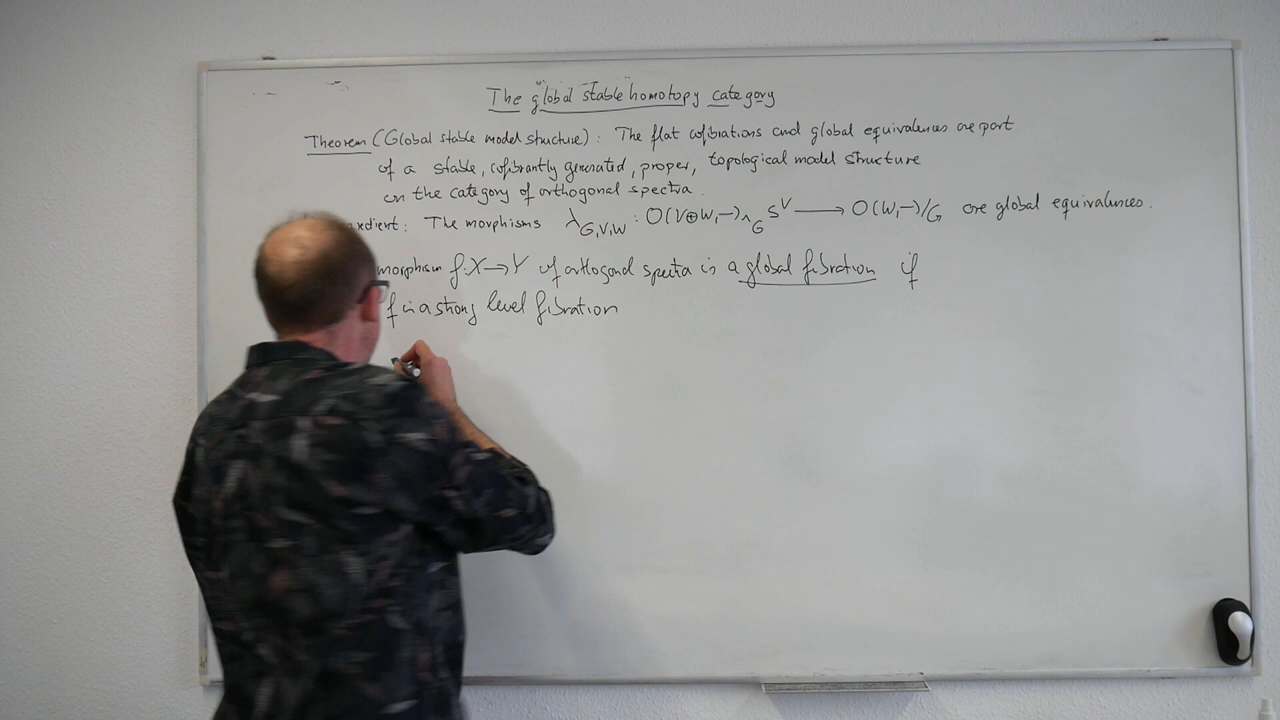 The global stable homotopy category
Theorem (Global stable model structure): The flat cofibrations and global equivalences are part
of a stable, cofibrantly generated, proper, topological model structure
on the category of orthogonal spectra.
The morphisms λ_{G,V,W} : O(V⊕W,-)∧_G S^V ⟶ O(W,-)/G are global equivalences.
morphism f: X → Y of orthogonal spectra is a global fibration if
f is a strong level fibration